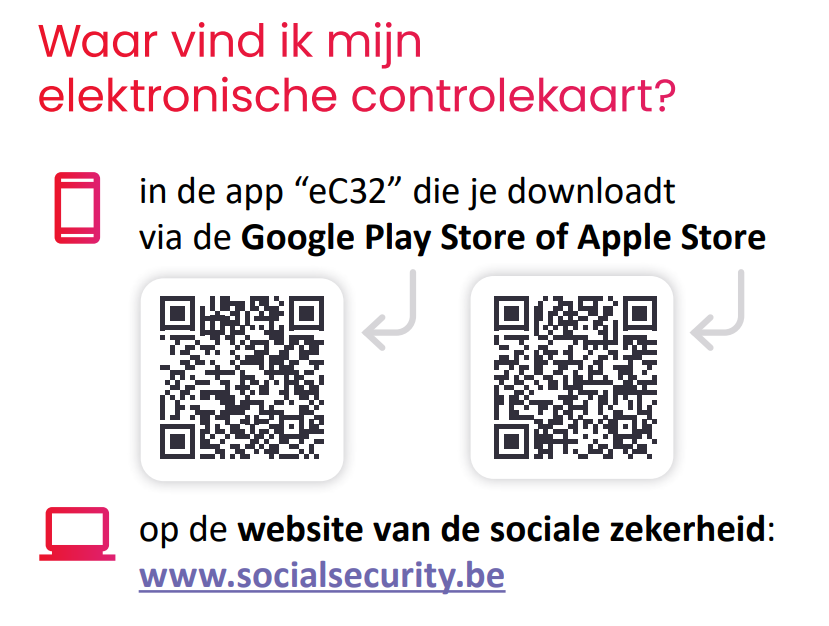 Waar vind ik mijn
elektronische controlekaart?
in de app “eC32” die je downloadt
via de Google Play Store of Apple Store
op de website van de sociale zekerheid:
www.socialsecurity.be